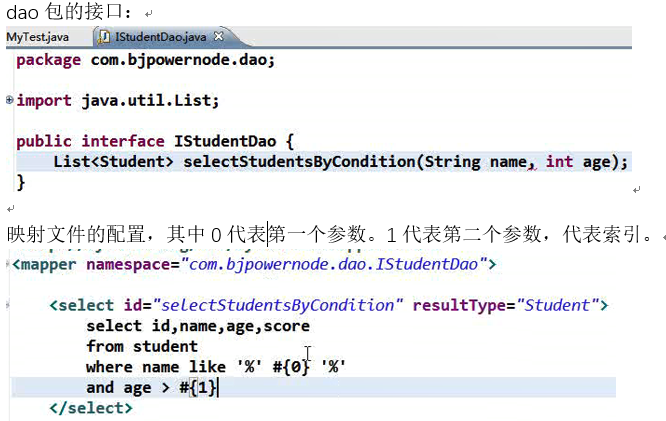 dao 包的接口：
MyTest.java IStudentDao.java
package com.bjpowernode.dao;
import java.util.List;
public interface IStudentDao {
List<Student> selectStudentsByCondition(String name, int age);
}
映射文件的配置，其中 0 代表第一个参数。1 代表第二个参数，代表索引。
<mapper namespace="com.bjpowernode.dao.IStudentDao">
<select id="selectStudentsByCondition" resultType="Student">
select id,name,age,score
from student
where name like '%' #{0} '%'
and age > #{1}
</select>